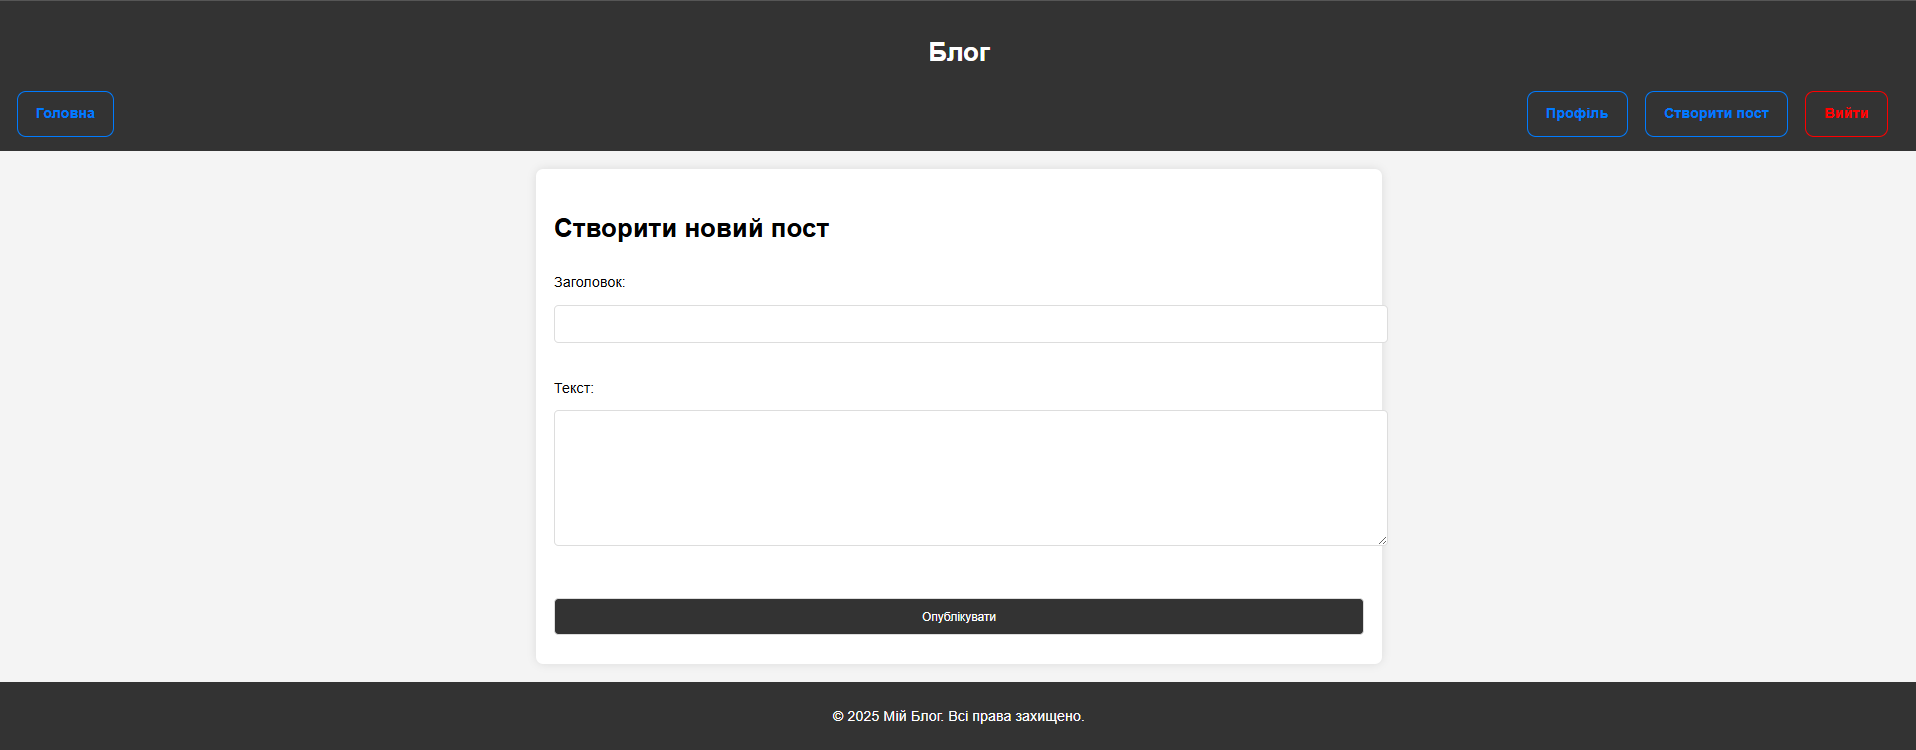 Блог
Головна
Профіль
Створити пост
Вийти
Створити новий пост
Заголовок:
Текст:
Опублікувати
© 2025 Мій Блог. Всі права захищено.